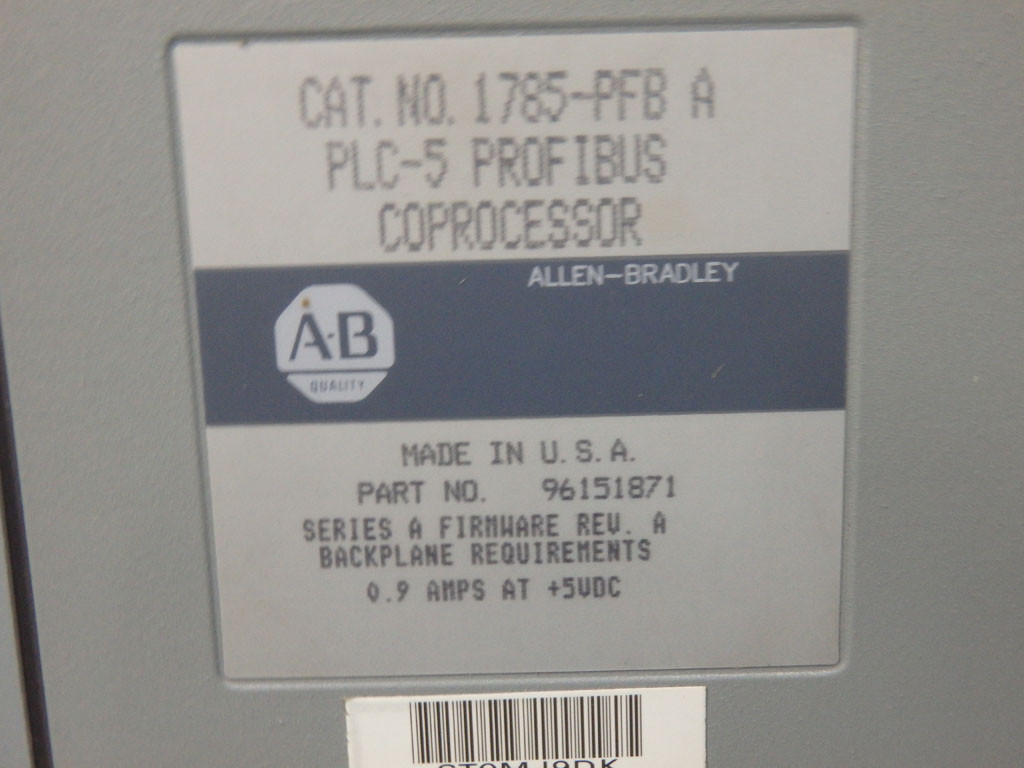 CAT. NO. 1785-PFB A
PLC-5 PROFIBUS
COPROCESSOR
ALLEN-BRADLEY
A-B
QUALITY
MADE IN U.S.A.
PART NO. 96151871
SERIES A FIRMWARE REV. A
BACKPLANE REQUIREMENTS
0.9 AMPS AT +5VDC